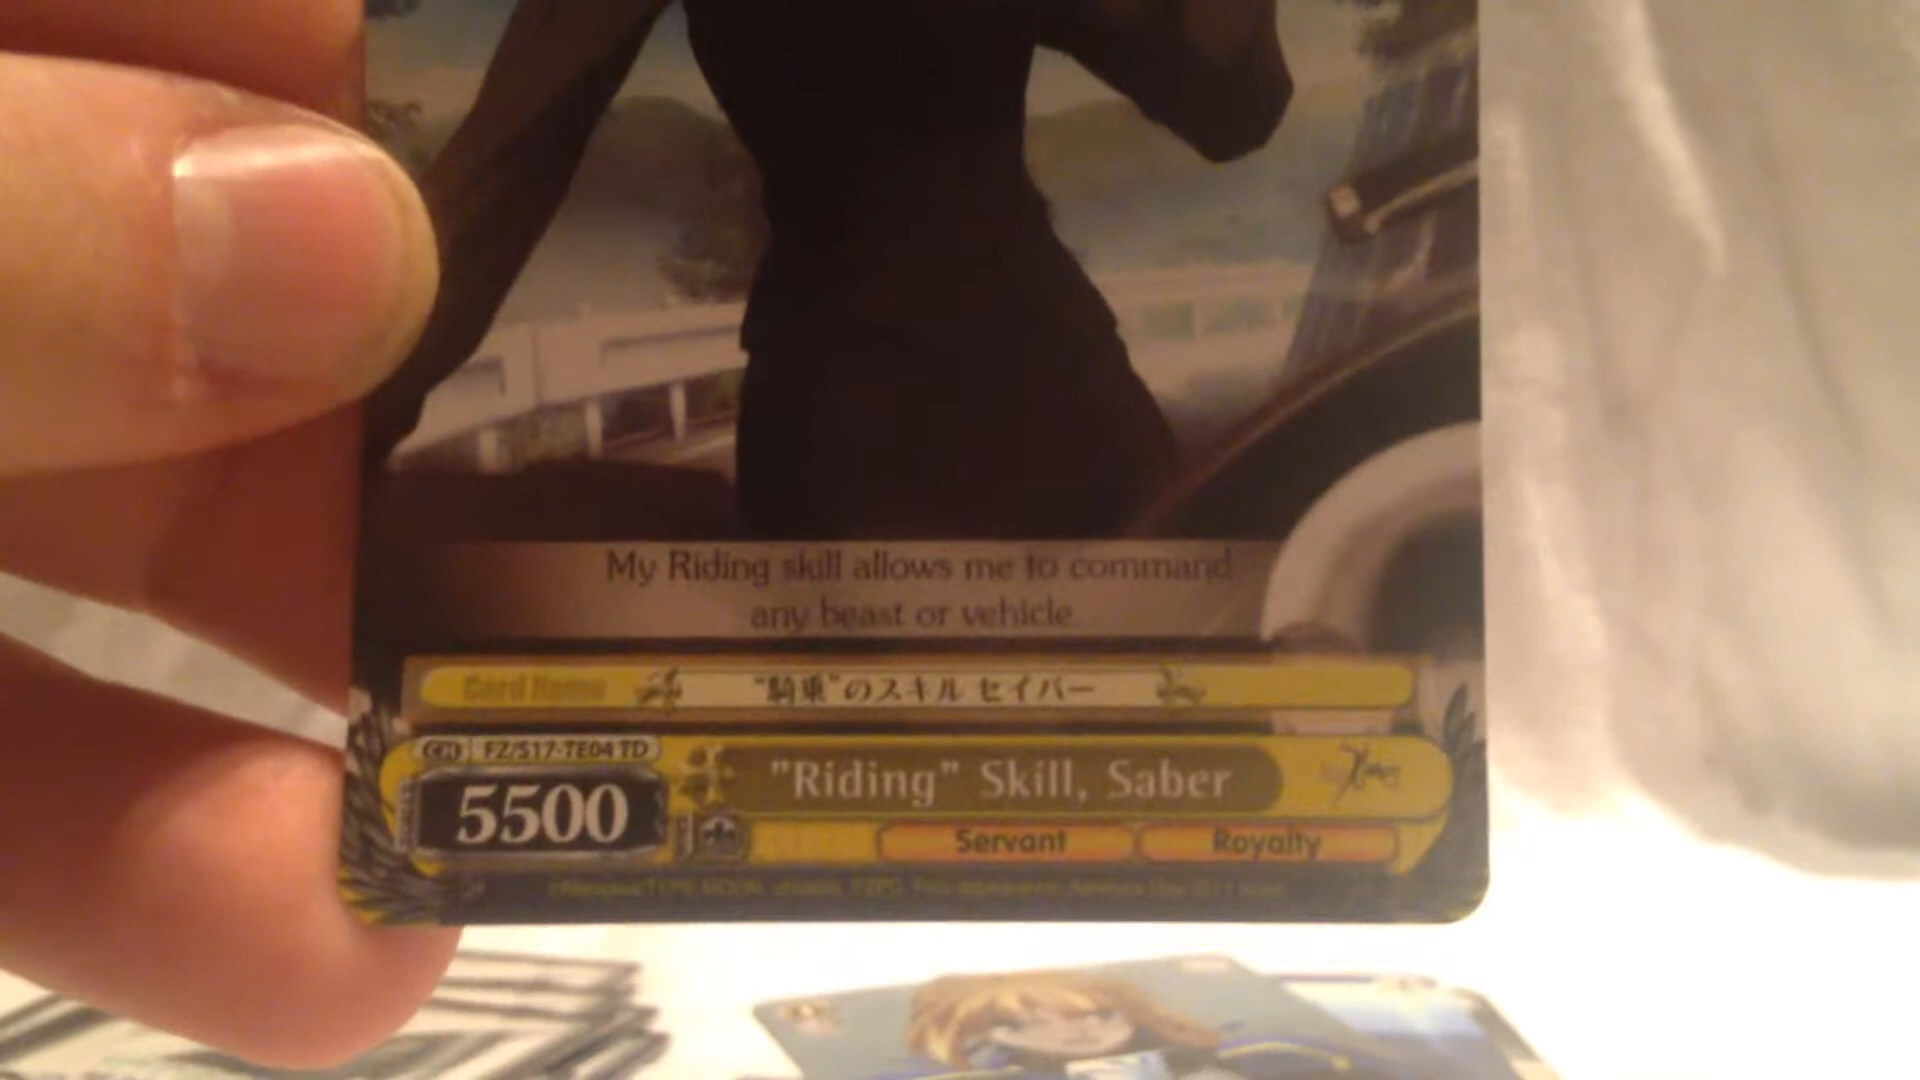 My Riding skill allows me to command
any beast or vehicle.
Card Name
"騎乗"のスキル セイバー
FZ/S17-TE04 TD
5500
"Riding" Skill, Saber
Servant
Royalty